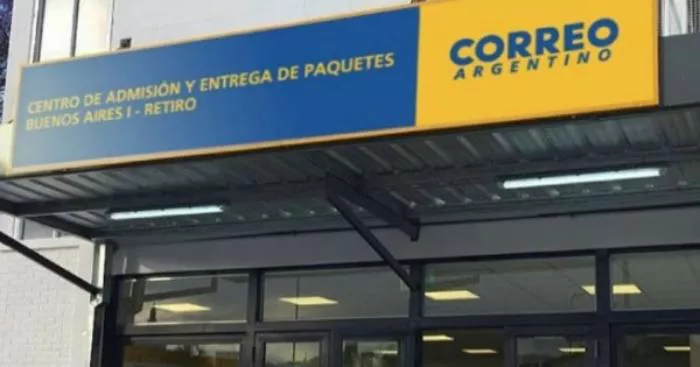 CENTRO DE ADMISIÓN Y ENTREGA DE PAQUETES
BUENOS AIRES I - RETIRO
CORREO
ARGENTINO